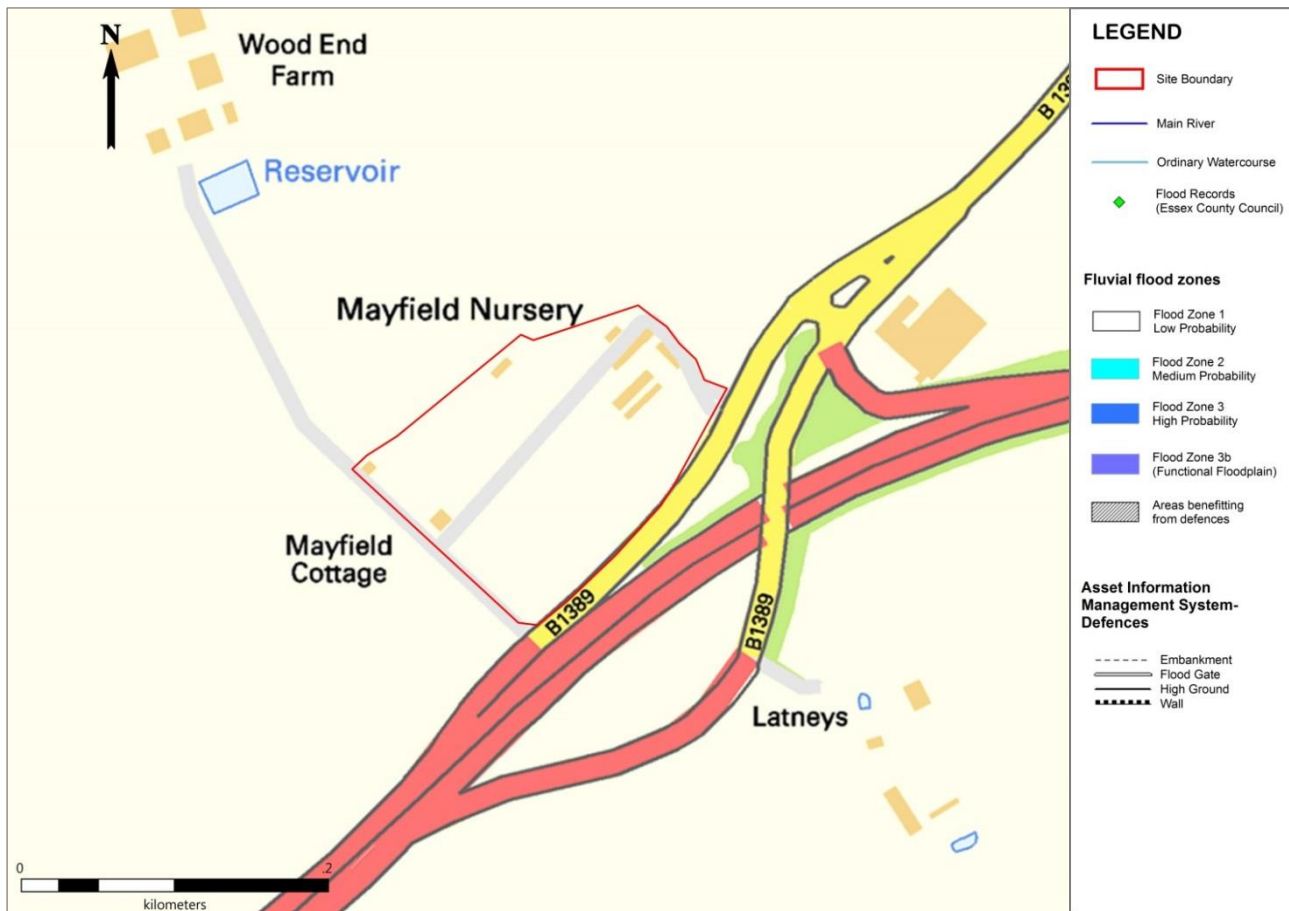 N
Wood End
Farm
Reservoir
Mayfield Nursery
Mayfield
Cottage
B1389
B1389
Latneys
0
.2
kilometers
LEGEND
Site Boundary
Main River
Ordinary Watercourse
Flood Records
(Essex County Council)
Fluvial flood zones
Flood Zone 1
Low Probability
Flood Zone 2
Medium Probability
Flood Zone 3
High Probability
Flood Zone 3b
(Functional Floodplain)
Areas benefitting
from defences
Asset Information
Management System-
Defences
Embankment
Flood Gate
High Ground
Wall